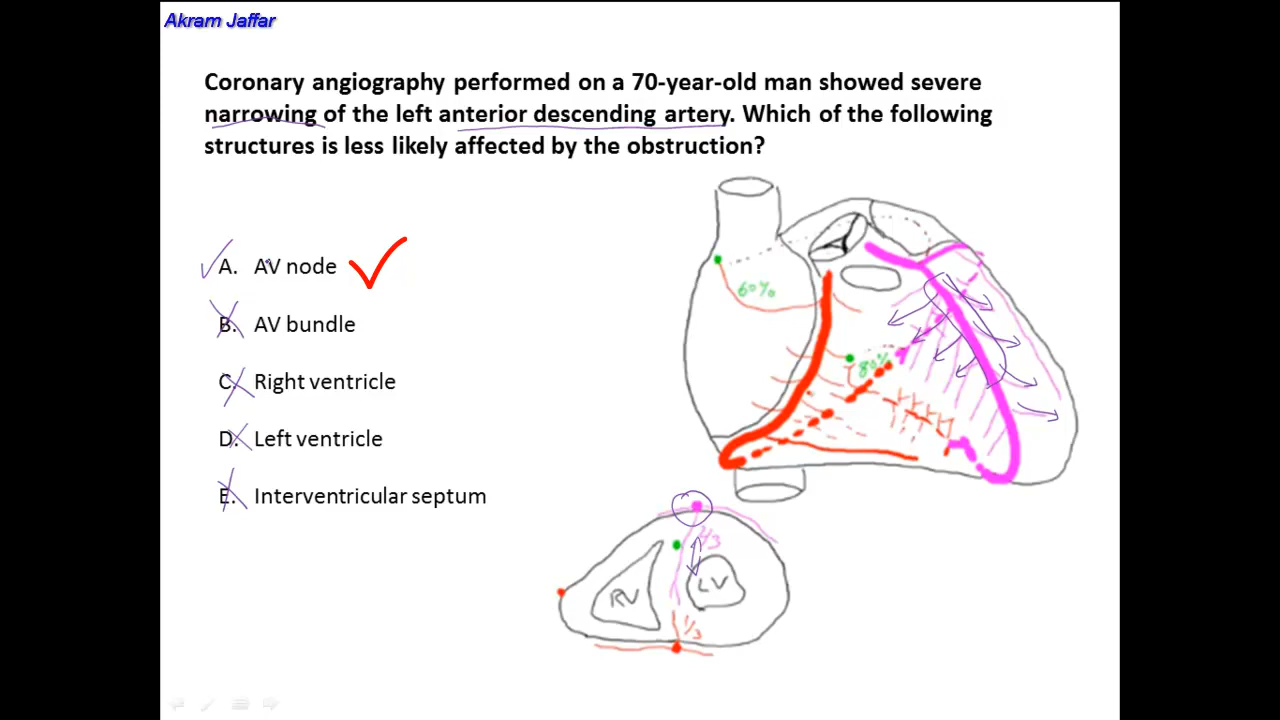 Akram Jaffar
Coronary angiography performed on a 70-year-old man showed severe
narrowing of the left anterior descending artery. Which of the following
structures is less likely affected by the obstruction?
A. AV node
B. AV bundle
C. Right ventricle
D. Left ventricle
E. Interventricular septum
60%
80%
2/3
RV
LV
1/3